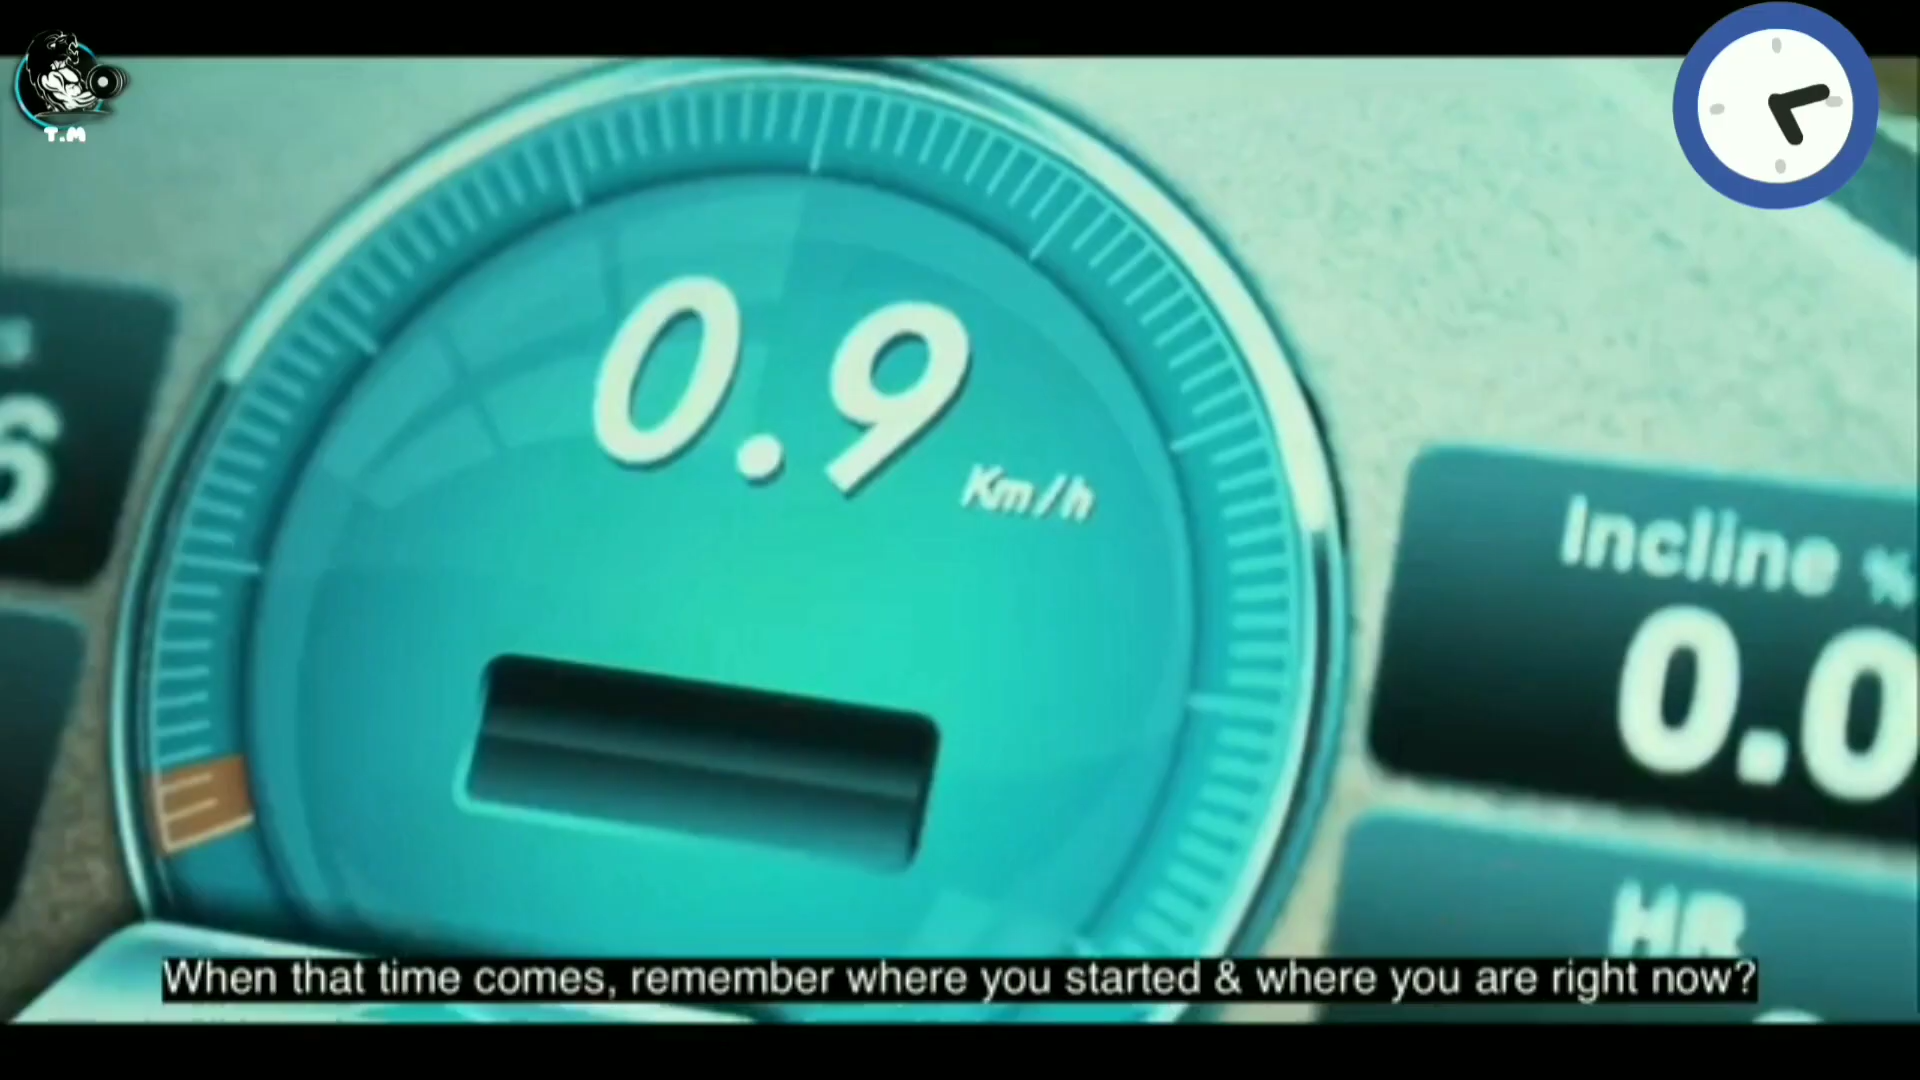 T.M
6
0.9
Km/h
Incline %
0.0
HR
When that time comes, remember where you started & where you are right now?